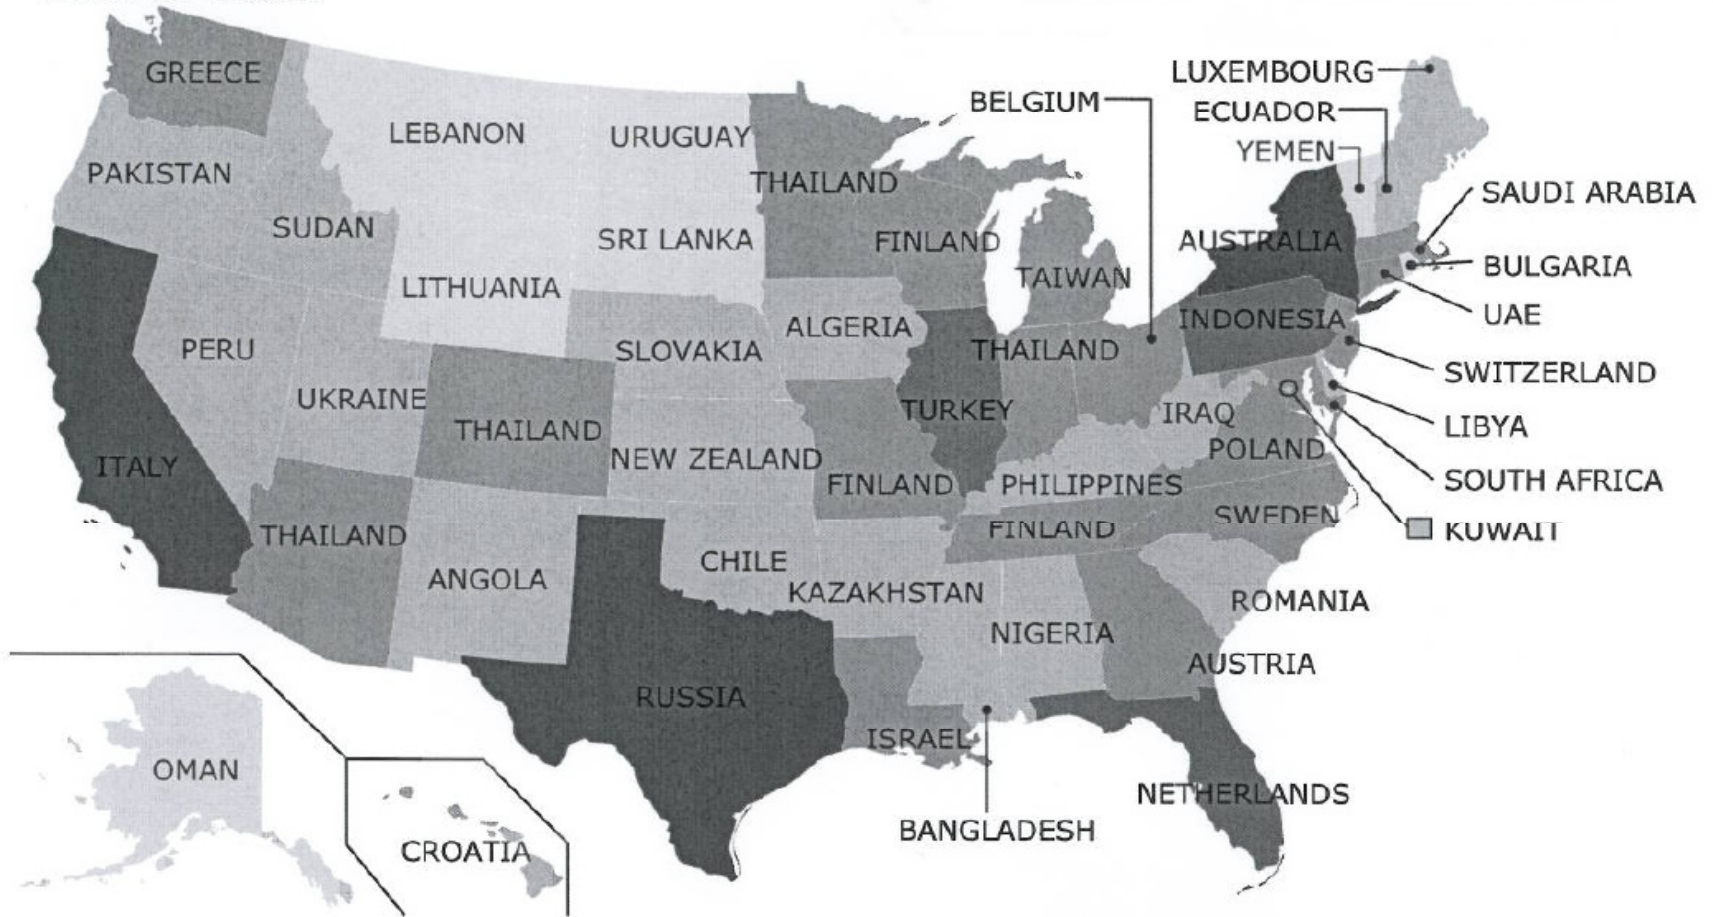 LUXEMBOURG
GREECE
BELGIUM
ECUADOR
LEBANON
URUGUAY
YEMEN
PAKISTAN
THAILAND
SAUDI ARABIA
SUDAN
SRI LANKA
FINLAND
AUSTRALIA
BULGARIA
LITHUANIA
TAIWAN
UAE
ALGERIA
INDONESIA
PERU
SLOVAKIA
THAILAND
SWITZERLAND
UKRAINE
TURKEY
IRAQ
LIBYA
THAILAND
POLAND
ITALY
NEW ZEALAND
FINLAND
PHILIPPINES
SOUTH AFRICA
THAILAND
FINLAND
SWEDEN
KUWAIT
ANGOLA
CHILE
KAZAKHSTAN
ROMANIA
NIGERIA
AUSTRIA
RUSSIA
ISRAEL
OMAN
NETHERLANDS
BANGLADESH
CROATIA